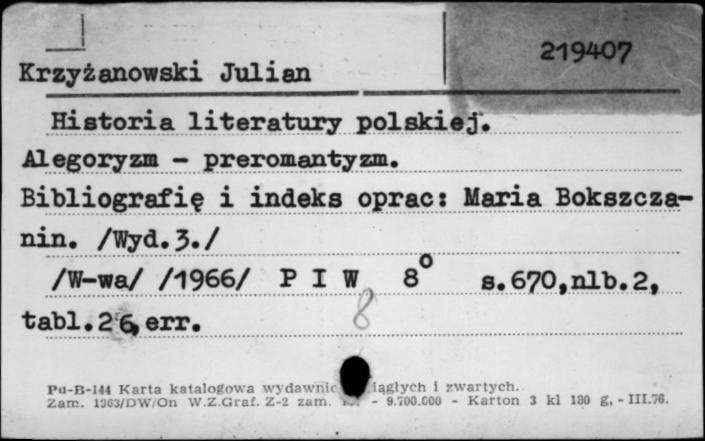 219407
Krzyżanowski Julian
Historia literatury polskiej.
Alegoryzm - preromantyzm.
Bibliografię i indeks oprac: Maria Bokszcza-
nin. /Wyd.3./
/W-wa/ /1966/ P I W 8° s.670,nlb.2,
tabl.26,err.
8
Pu-B-144 Karta katalogowa wydawnic iągłych i zwartych.
Zam. 1963/DW/On W.Z.Graf. Z-2 zam. - 9.700.000 - Karton 3 kl 180 g. - III.76.